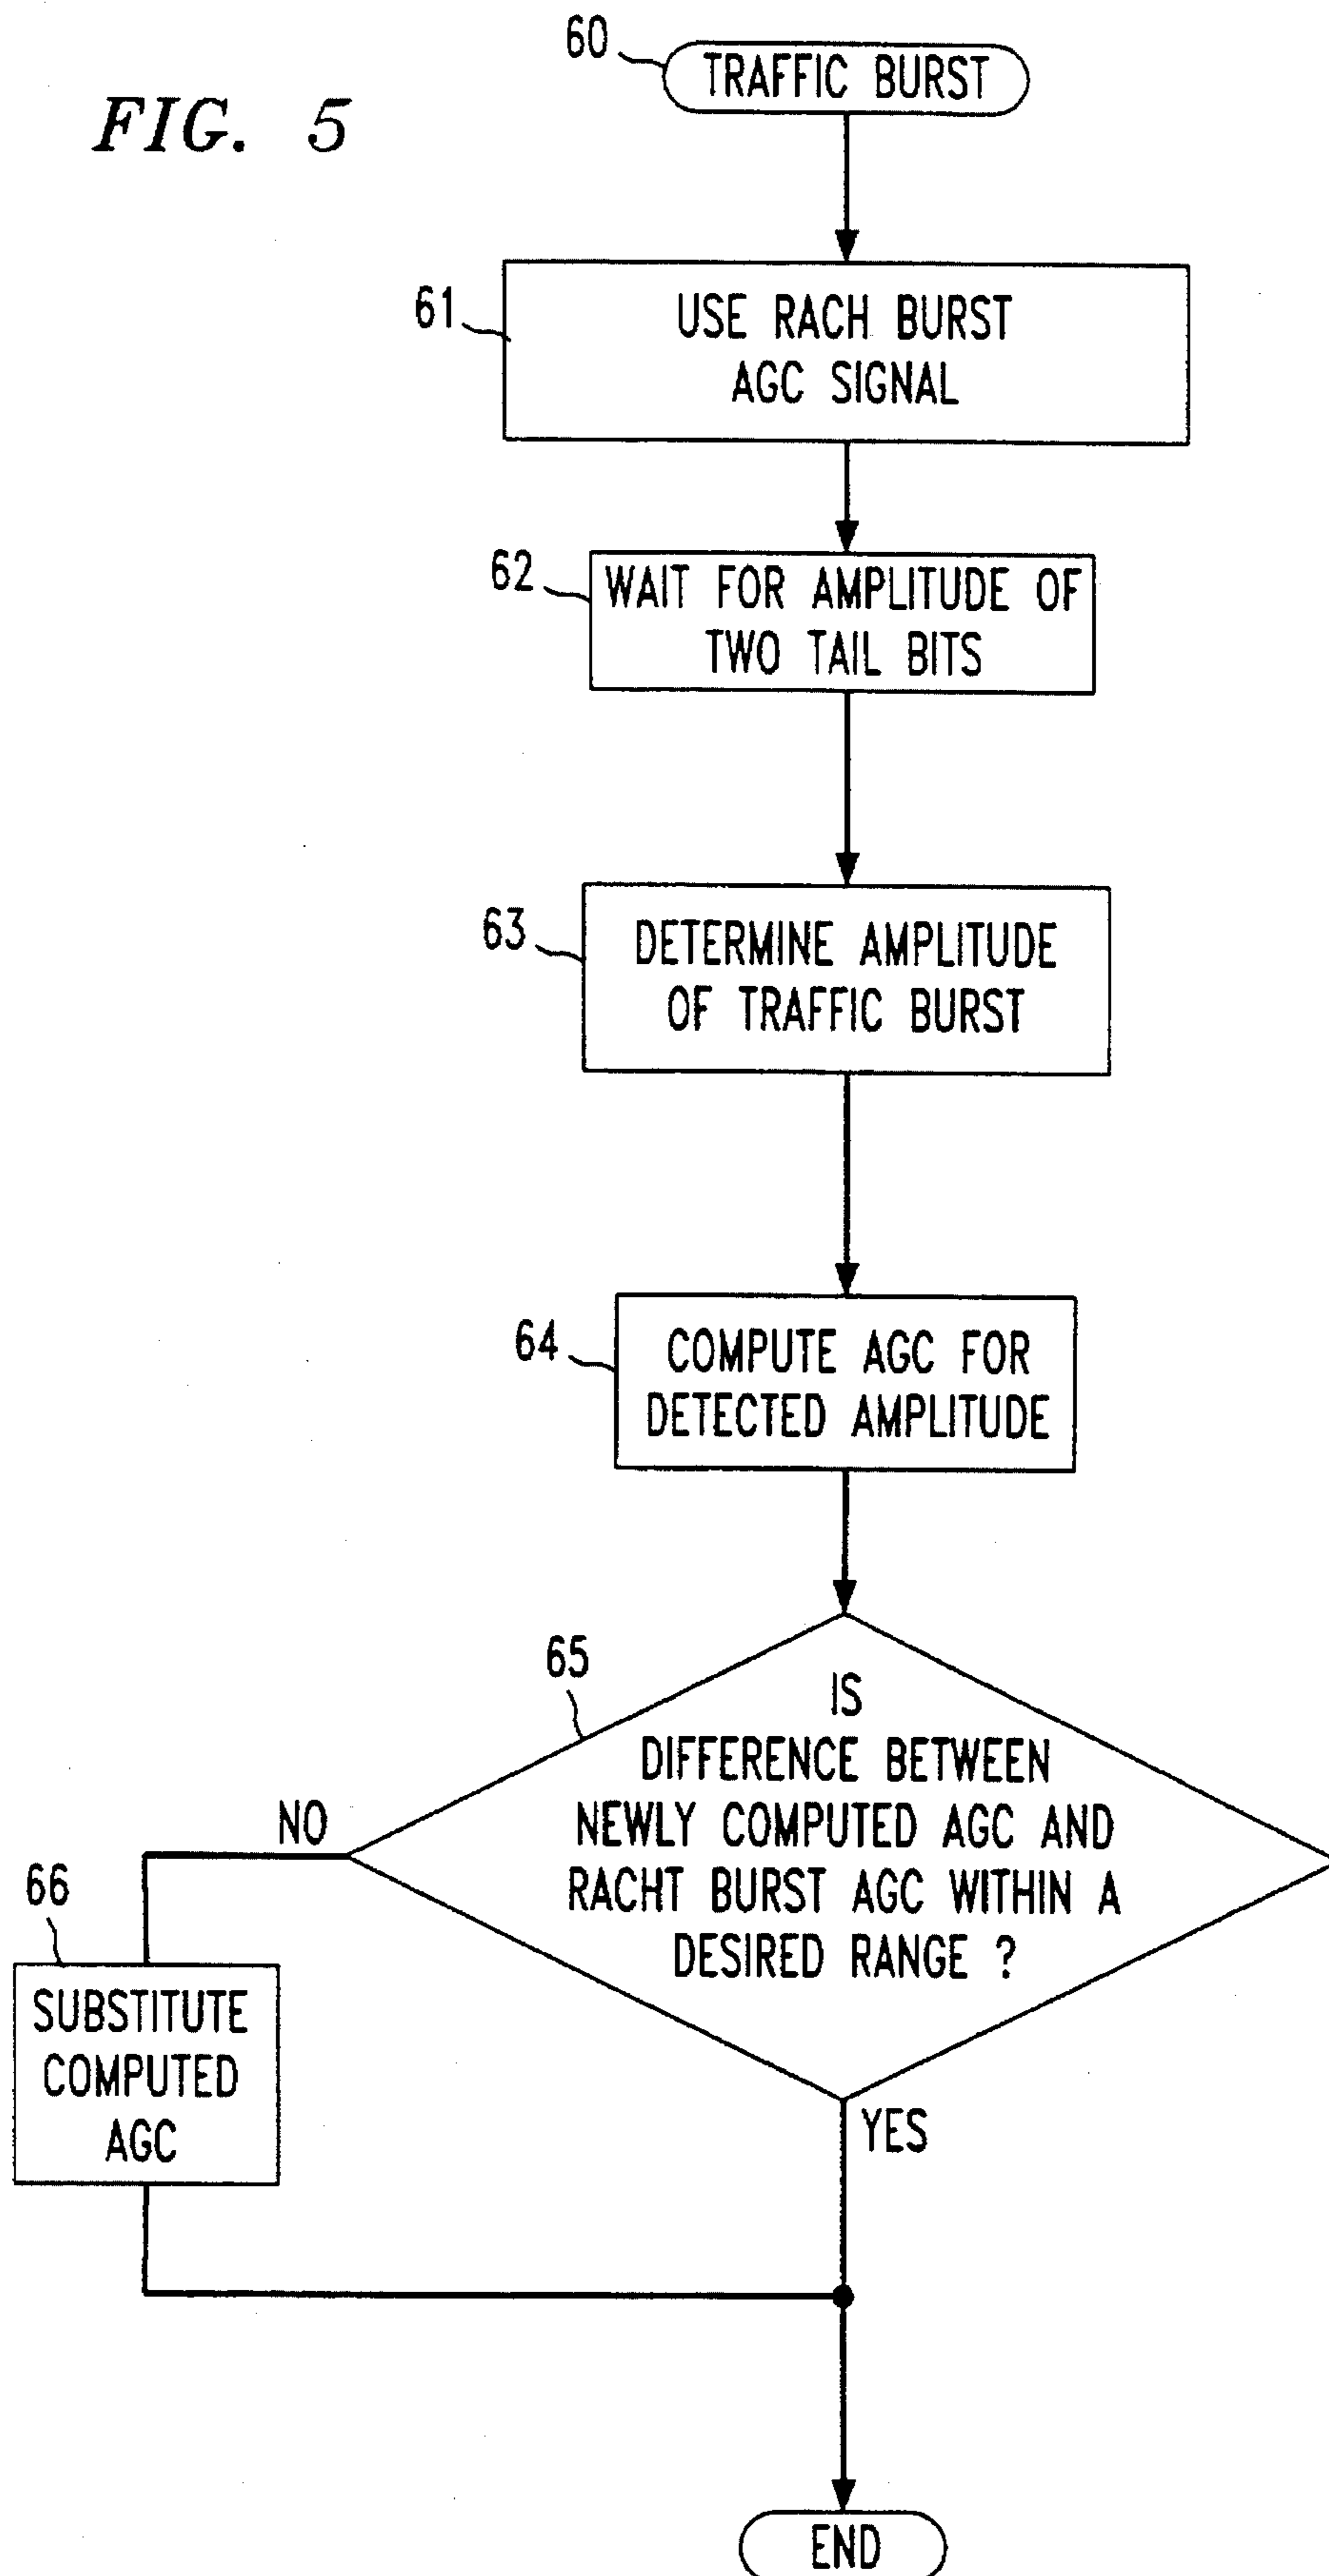 FIG. 5
60
TRAFFIC BURST
61
USE RACH BURST
AGC SIGNAL
62
WAIT FOR AMPLITUDE OF
TWO TAIL BITS
63
DETERMINE AMPLITUDE
OF TRAFFIC BURST
64
COMPUTE AGC FOR
DETECTED AMPLITUDE
65
IS
DIFFERENCE BETWEEN
NEWLY COMPUTED AGC AND
RACHT BURST AGC WITHIN A
DESIRED RANGE ?
NO
66
SUBSTITUTE
COMPUTED
AGC
YES
END